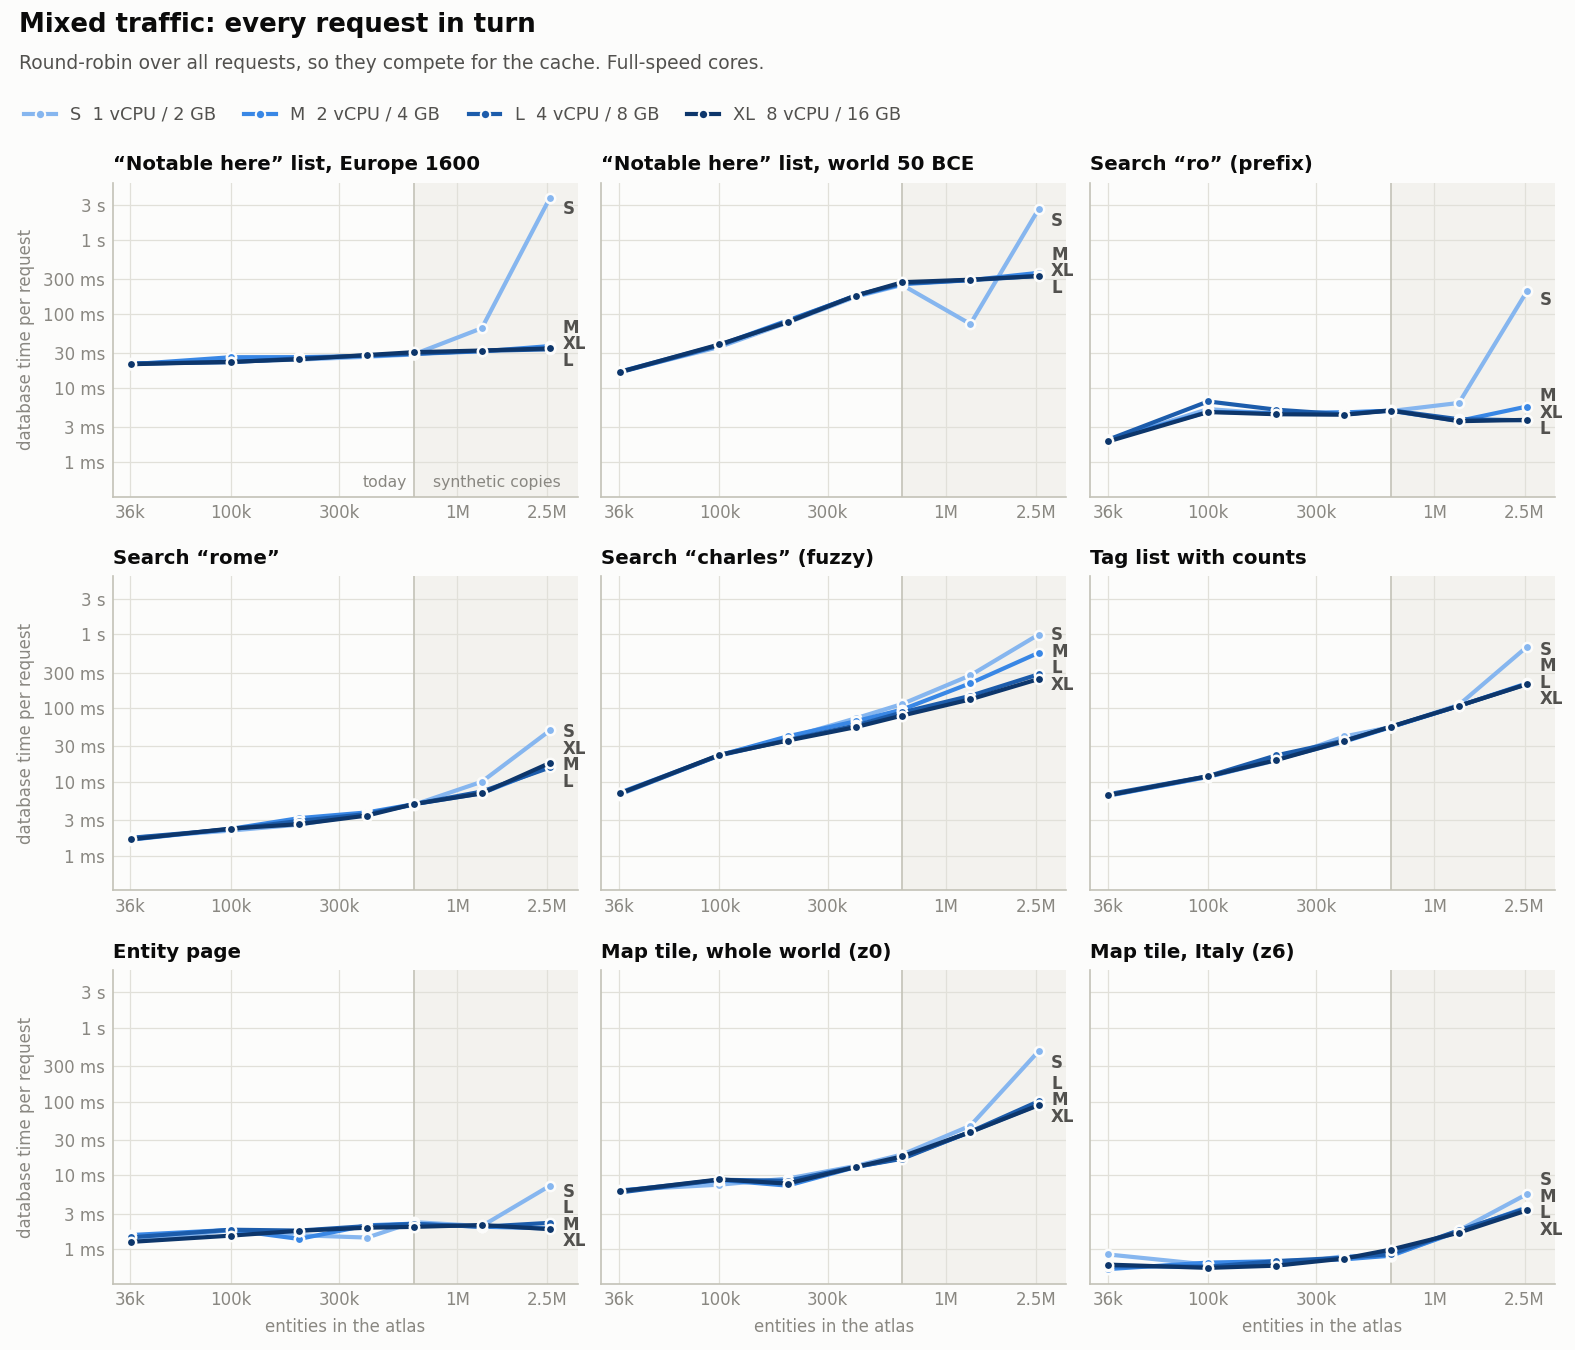 Mixed traffic: every request in turn
Round-robin over all requests, so they compete for the cache. Full-speed cores.
S 1 vCPU / 2 GB M 2 vCPU / 4 GB L 4 vCPU / 8 GB XL 8 vCPU / 16 GB
“Notable here” list, Europe 1600
database time per request
3 s
1 s
300 ms
100 ms
30 ms
10 ms
3 ms
1 ms
S
M
XL
L
today synthetic copies
36k 100k 300k 1M 2.5M
“Notable here” list, world 50 BCE
S
M
XL
L
36k 100k 300k 1M 2.5M
Search “ro” (prefix)
S
M
XL
L
36k 100k 300k 1M 2.5M
Search “rome”
database time per request
3 s
1 s
300 ms
100 ms
30 ms
10 ms
3 ms
1 ms
S
XL
M
L
36k 100k 300k 1M 2.5M
Search “charles” (fuzzy)
S
M
L
XL
36k 100k 300k 1M 2.5M
Tag list with counts
S
M
L
XL
36k 100k 300k 1M 2.5M
Entity page
database time per request
3 s
1 s
300 ms
100 ms
30 ms
10 ms
3 ms
1 ms
S
L
M
XL
36k 100k 300k 1M 2.5M
entities in the atlas
Map tile, whole world (z0)
S
L
M
XL
36k 100k 300k 1M 2.5M
entities in the atlas
Map tile, Italy (z6)
S
M
L
XL
36k 100k 300k 1M 2.5M
entities in the atlas